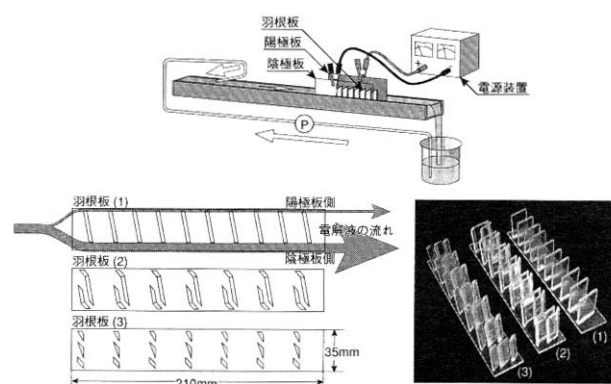 羽根板
陽極板
陰極板
電源装置
P
羽根板(1)
陽極板側
電解液の流れ
陰極板側
羽根板(2)
羽根板(3)
35mm
210mm
(1)
(2)
(3)